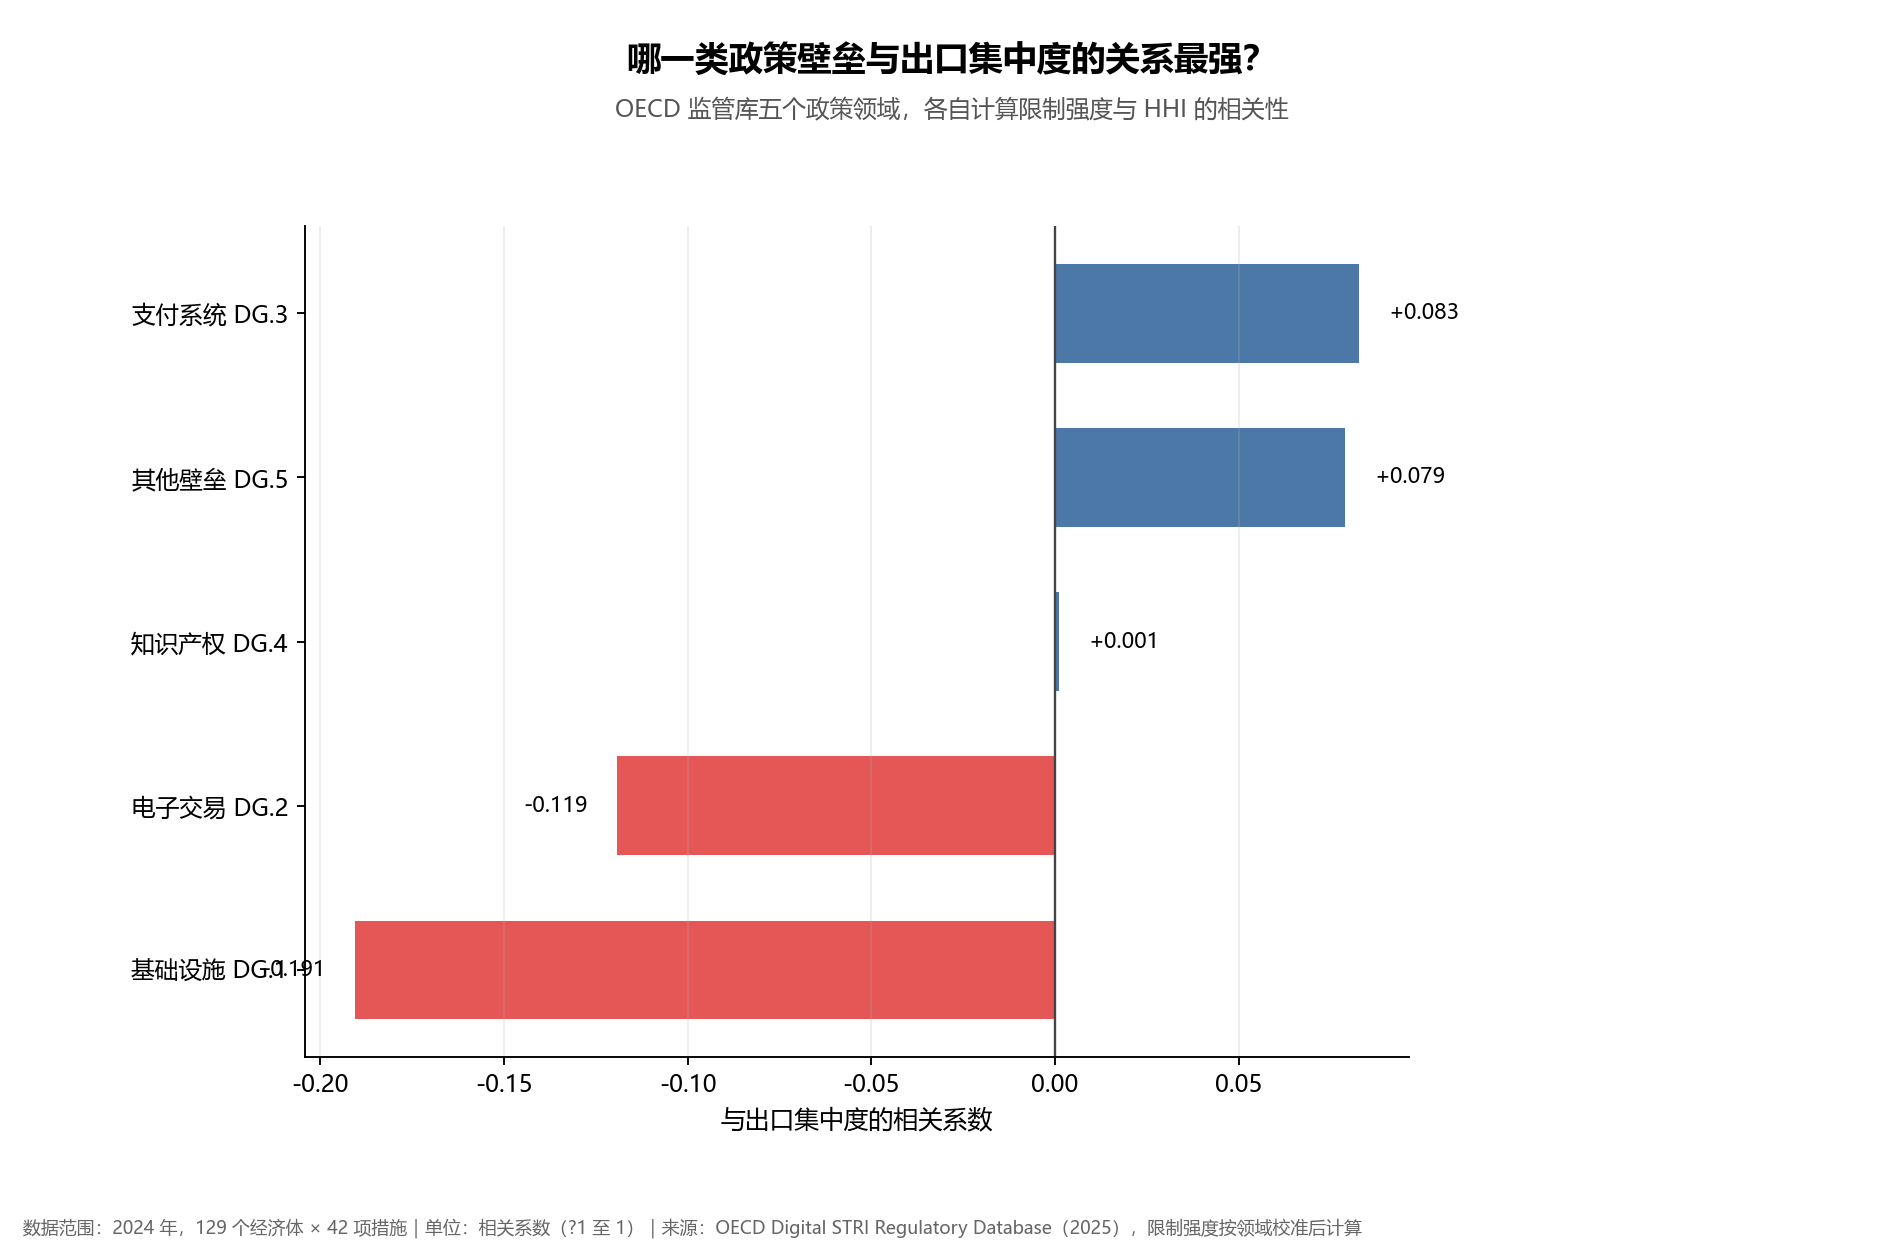 哪一类政策壁垒与出口集中度的关系最强?
OECD 监管库五个政策领域，各自计算限制强度与 HHI 的相关性
支付系统 DG.3
+0.083
其他壁垒 DG.5
+0.079
知识产权 DG.4
+0.001
电子交易 DG.2
-0.119
基础设施 DG.1
-0.191
-0.20
-0.15
-0.10
-0.05
0.00
0.05
与出口集中度的相关系数
数据范围：2024 年，129 个经济体 × 42 项措施 | 单位：相关系数（?1 至 1） | 来源：OECD Digital STRI Regulatory Database（2025），限制强度按领域校准后计算